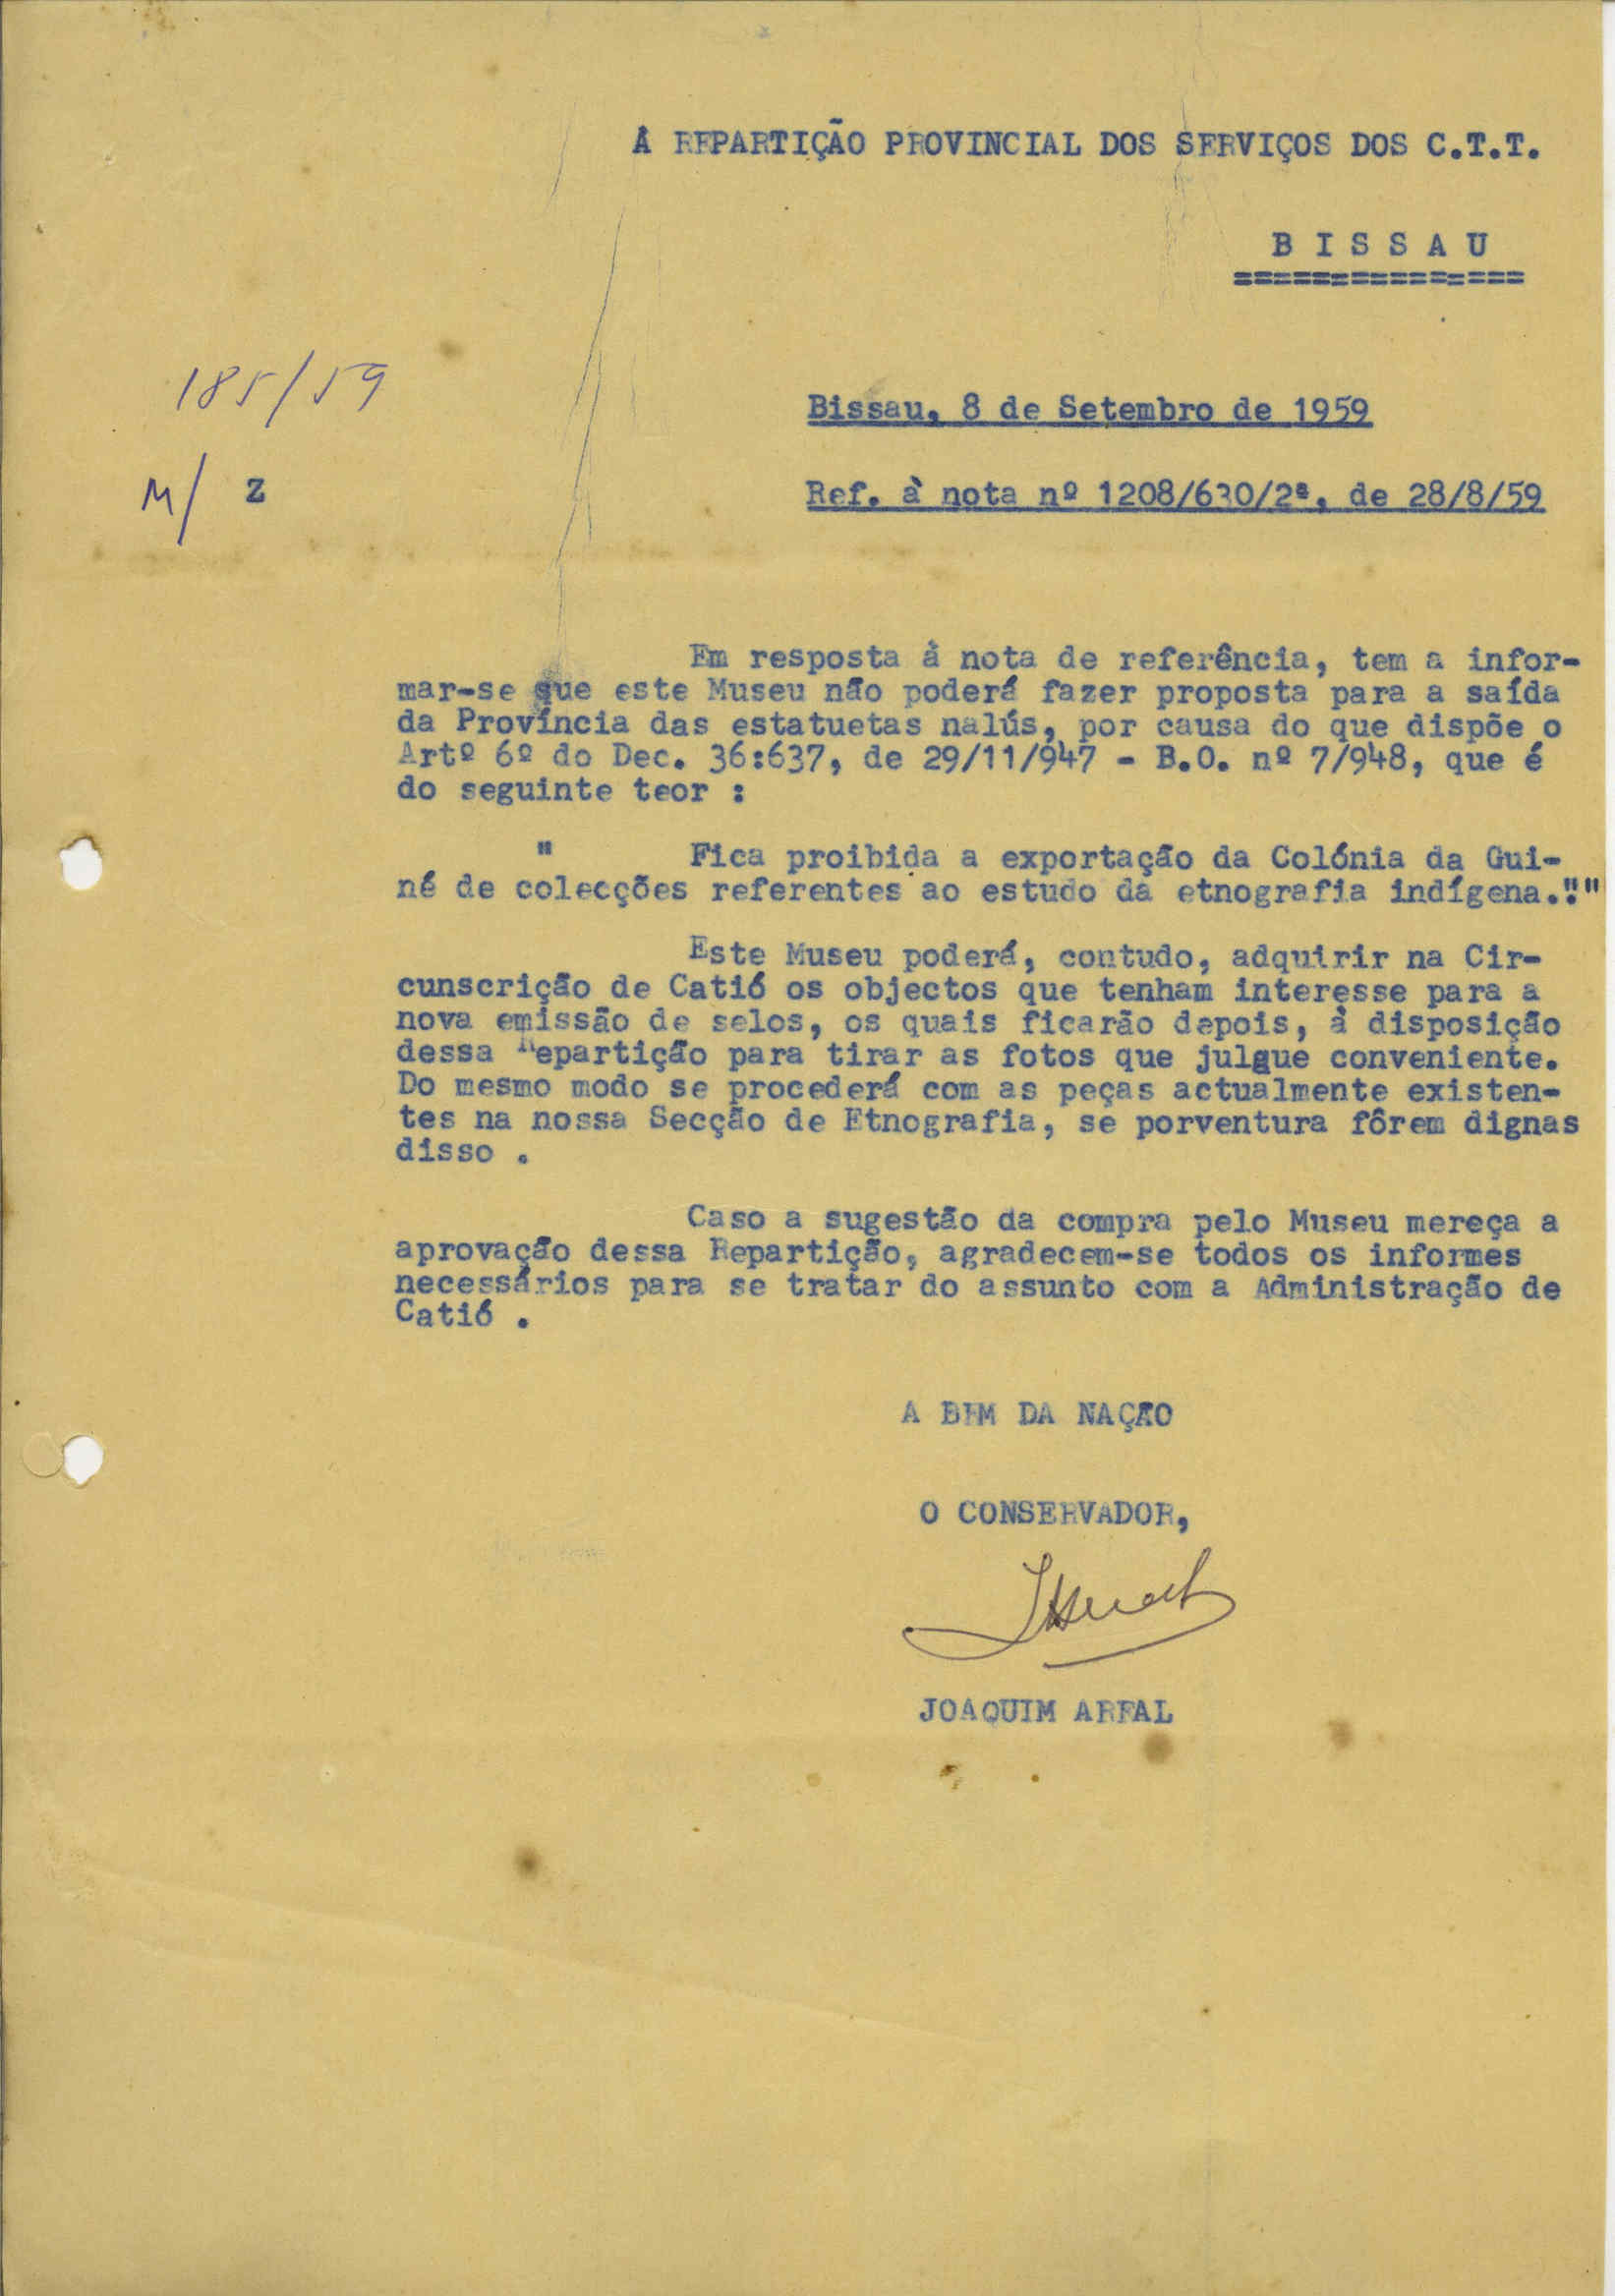 À REPARTIÇÃO PROVINCIAL DOS SERVIÇOS DOS C.T.T.
B I S S A U
===============
185/59
Bissau, 8 de Setembro de 1959
M/ Z
Ref. à nota nº 1208/630/2ª, de 28/8/59
Em resposta à nota de referência, tem a infor-
mar-se que este Museu não poderá fazer proposta para a saída
da Província das estatuetas nalús, por causa do que dispõe o
Artº 6º do Dec. 36:637, de 29/11/947 - B.O. nº 7/948, que é
do seguinte teor :
" Fica proibida a exportação da Colónia da Gui-
né de colecções referentes ao estudo da etnografia indígena."."
Este Museu poderá, contudo, adquirir na Cir-
cunscrição de Catió os objectos que tenham interesse para a
nova emissão de selos, os quais ficarão depois, à disposição
dessa Repartição para tirar as fotos que julgue conveniente.
Do mesmo modo se procederá com as peças actualmente existen-
tes na nossa Secção de Etnografia, se porventura fôrem dignas
disso .
Caso a sugestão da compra pelo Museu mereça a
aprovação dessa Repartição, agradecem-se todos os informes
necessários para se tratar do assunto com a Administração de
Catió .
A BEM DA NAÇÃO
O CONSERVADOR,
JOAQUIM AREAL